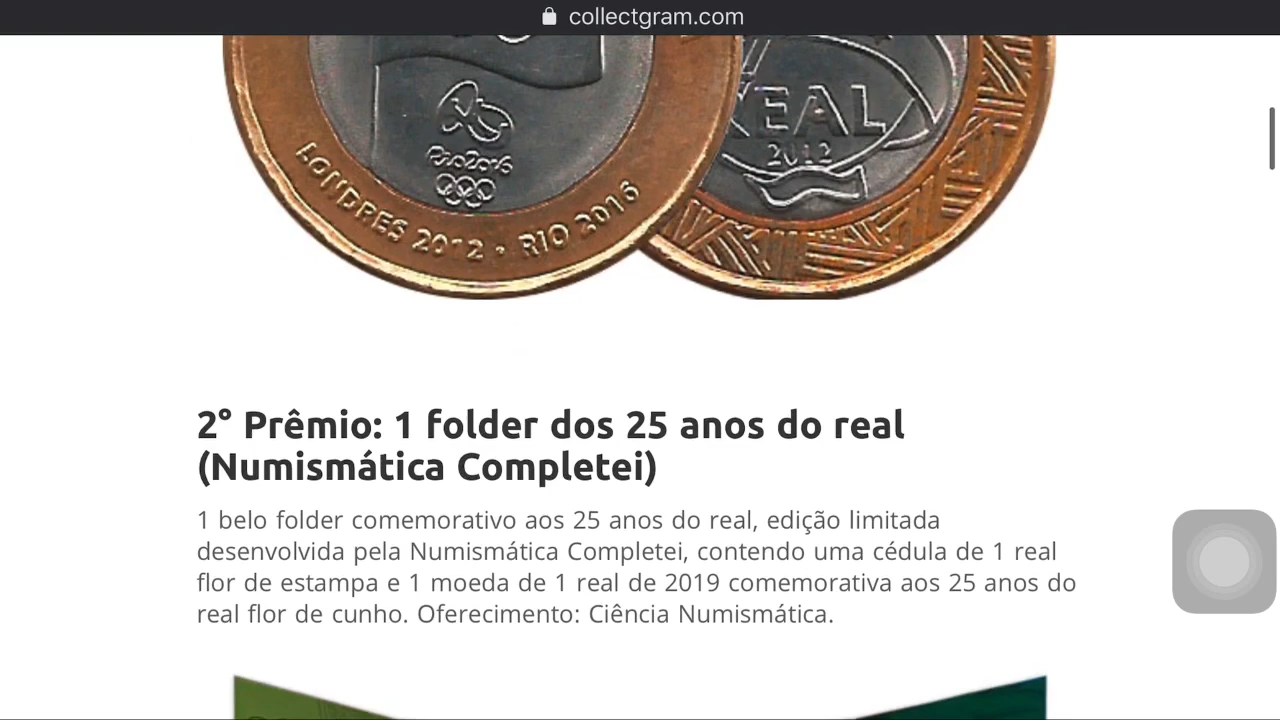 collectgram.com
REAL
2012
Rio2016
LONDRES 2012 • RIO 2016
2° Prêmio: 1 folder dos 25 anos do real
(Numismática Completei)
1 belo folder comemorativo aos 25 anos do real, edição limitada
desenvolvida pela Numismática Completei, contendo uma cédula de 1 real
flor de estampa e 1 moeda de 1 real de 2019 comemorativa aos 25 anos do
real flor de cunho. Oferecimento: Ciência Numismática.